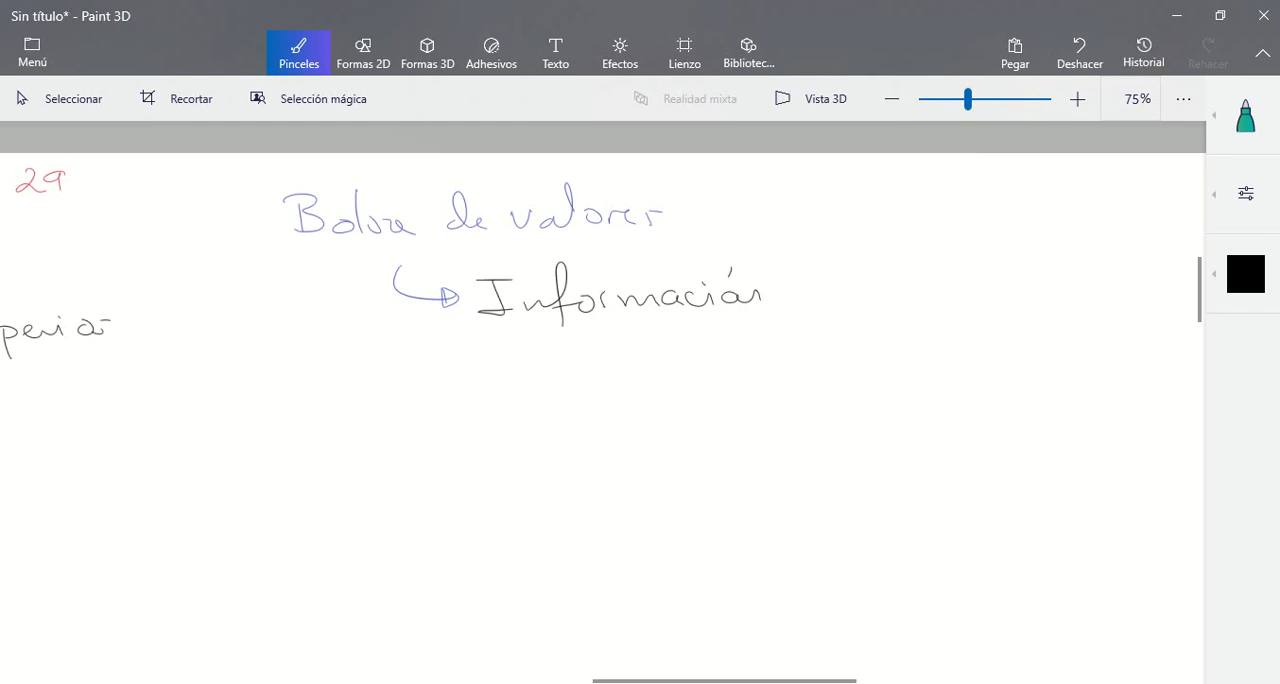 Sin título* - Paint 3D
Menú
Pinceles
Formas 2D
Formas 3D
Adhesivos
Texto
Efectos
Lienzo
Bibliotec...
Pegar
Deshacer
Historial
Rehacer
Seleccionar
Recortar
Selección mágica
Realidad mixta
Vista 3D
75%
29
Bolsa de valores
Información